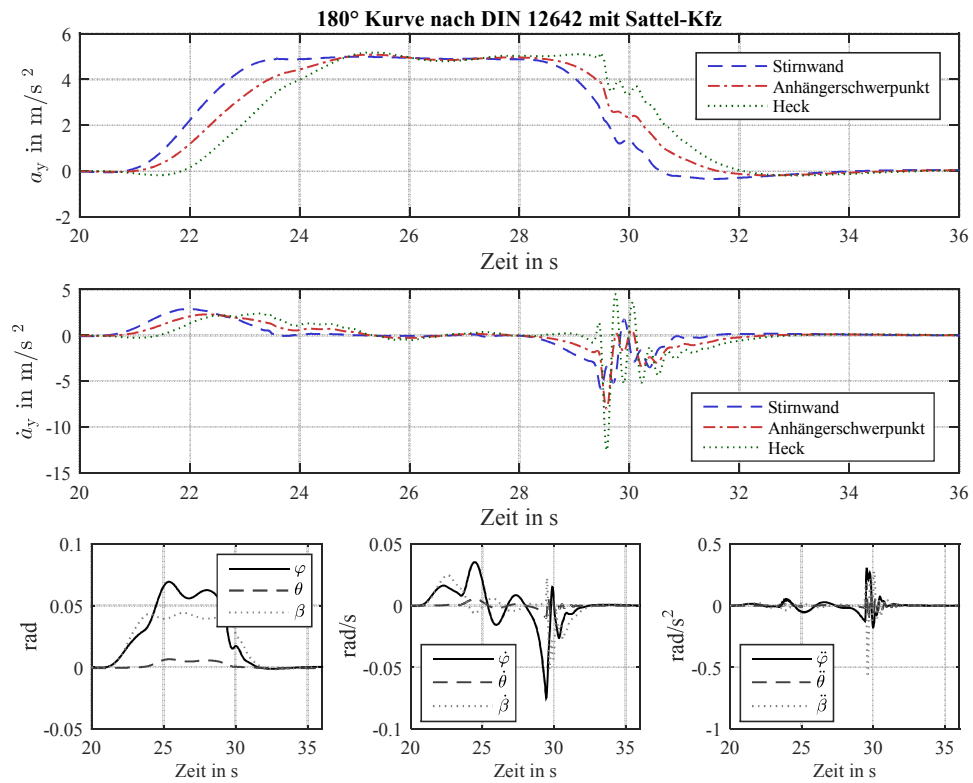 180° Kurve nach DIN 12642 mit Sattel-Kfz
6
4
2
0
-2
a_y in m/s ²
Stirnwand
Anhängerschwerpunkt
Heck
20 22 24 26 28 30 32 34 36
Zeit in s
5
0
-5
-10
-15
ȧ_y in m/s ²
Stirnwand
Anhängerschwerpunkt
Heck
20 22 24 26 28 30 32 34 36
Zeit in s
0.1
0.05
0
-0.05
rad
φ
θ
β
20 25 30 35
Zeit in s
0.05
0
-0.05
-0.1
rad/s
φ̇
θ̇
β̇
20 25 30 35
Zeit in s
0.5
0
-0.5
-1
rad/s²
φ̈
θ̈
β̈
20 25 30 35
Zeit in s